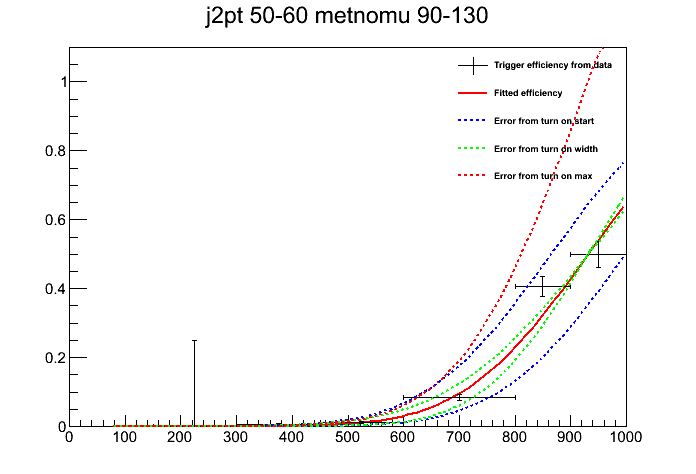 j2pt 50-60 metnomu 90-130
Trigger efficiency from data
Fitted efficiency
Error from turn on start
Error from turn on width
Error from turn on max
1
0.8
0.6
0.4
0.2
0
0 100 200 300 400 500 600 700 800 900 1000